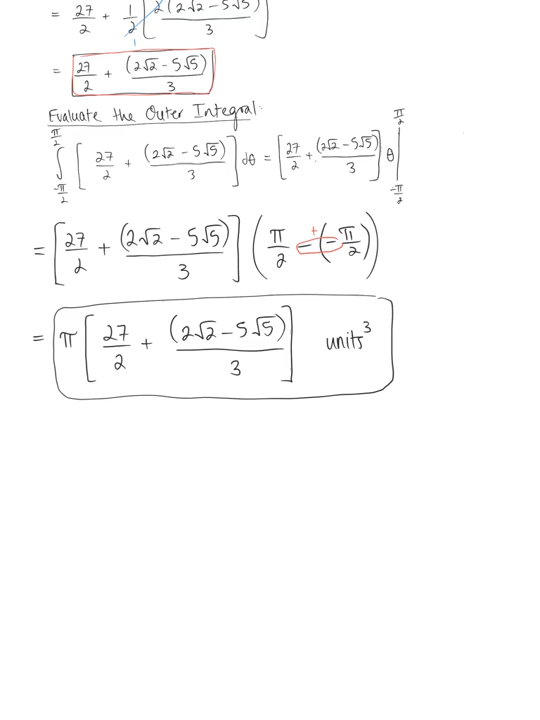 = 27/2 + 1/2 [ 2(2√2 − 5√5)/3 ]
= 27/2 + (2√2 − 5√5)/3
Evaluate the Outer Integral:
∫_{-π/2}^{π/2} [ 27/2 + (2√2 − 5√5)/3 ] dθ = [ 27/2 + (2√2 − 5√5)/3 ] θ |_{-π/2}^{π/2}
= [ 27/2 + (2√2 − 5√5)/3 ] ( π/2 − (−π/2) )
+
= π [ 27/2 + (2√2 − 5√5)/3 ] units³